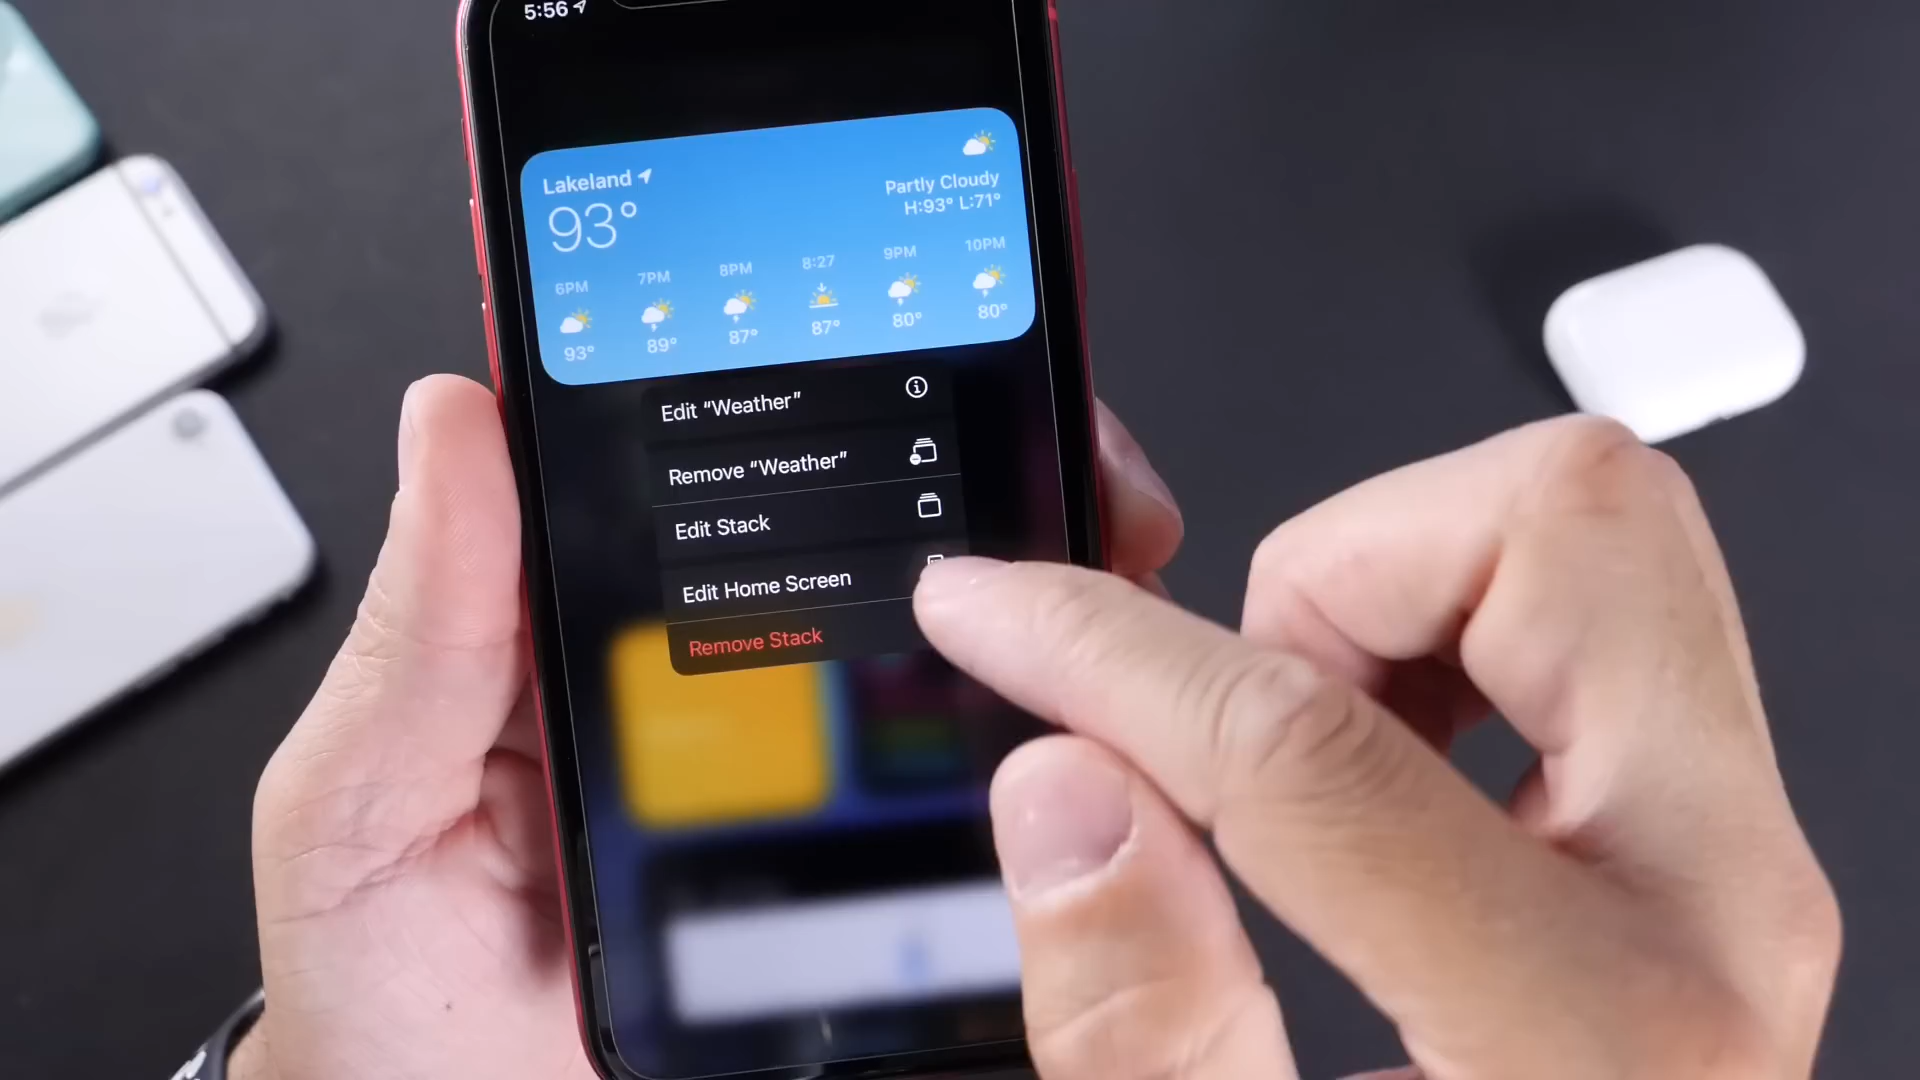 5:56
Lakeland
93°
Partly Cloudy
H:93° L:71°
6PM 7PM 8PM 8:27 9PM 10PM
93° 89° 87° 87° 80° 80°
Edit “Weather”
Remove “Weather”
Edit Stack
Edit Home Screen
Remove Stack